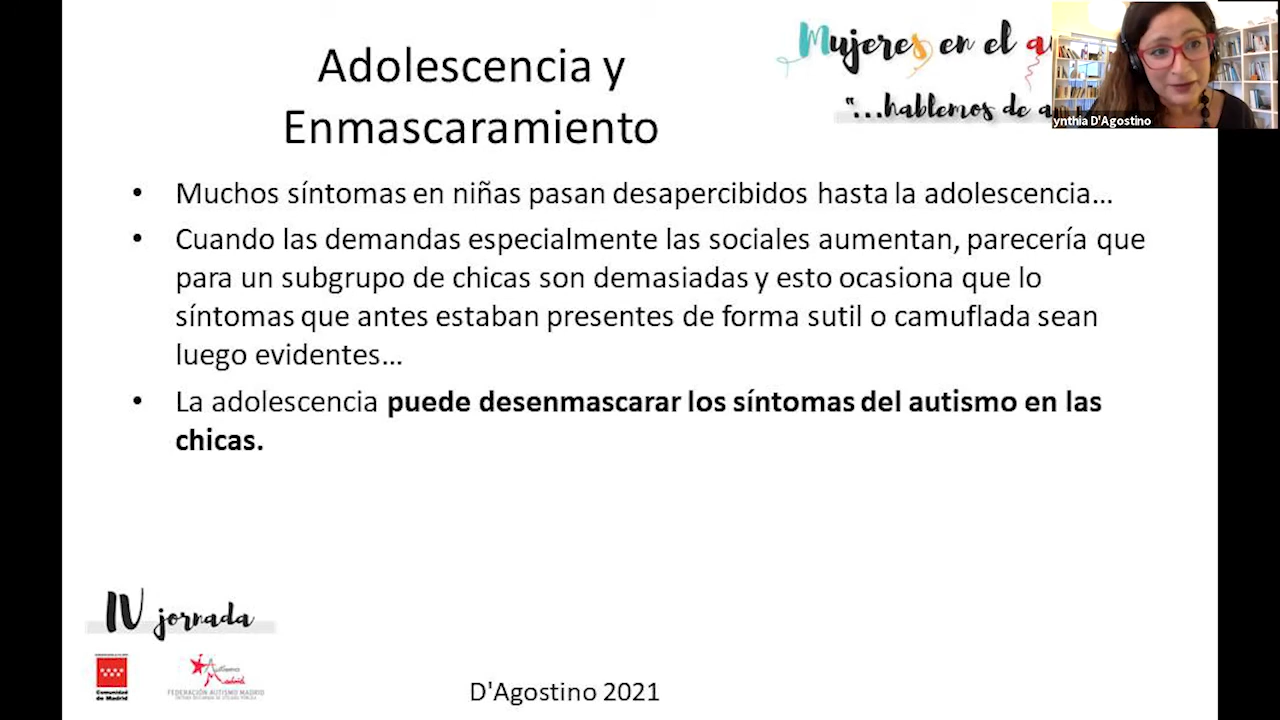 Adolescencia y
Enmascaramiento
Mujeres en el
"...hablemos de
ynthia D'Agostino
• Muchos síntomas en niñas pasan desapercibidos hasta la adolescencia...
• Cuando las demandas especialmente las sociales aumentan, parecería que
para un subgrupo de chicas son demasiadas y esto ocasiona que lo
síntomas que antes estaban presentes de forma sutil o camuflada sean
luego evidentes...
• La adolescencia puede desenmascarar los síntomas del autismo en las
chicas.
IV jornada
Comunidad
de Madrid
Autismo
Madrid
FEDERACIÓN AUTISMO MADRID
D'Agostino 2021